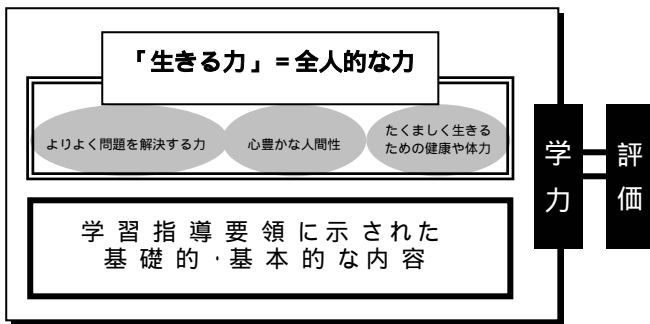 「生きる力」=全人的な力
よりよく問題を解決する力
心豊かな人間性
たくましく生きる
ための健康や体力
学習指導要領に示された
基礎的・基本的な内容
学力
評価